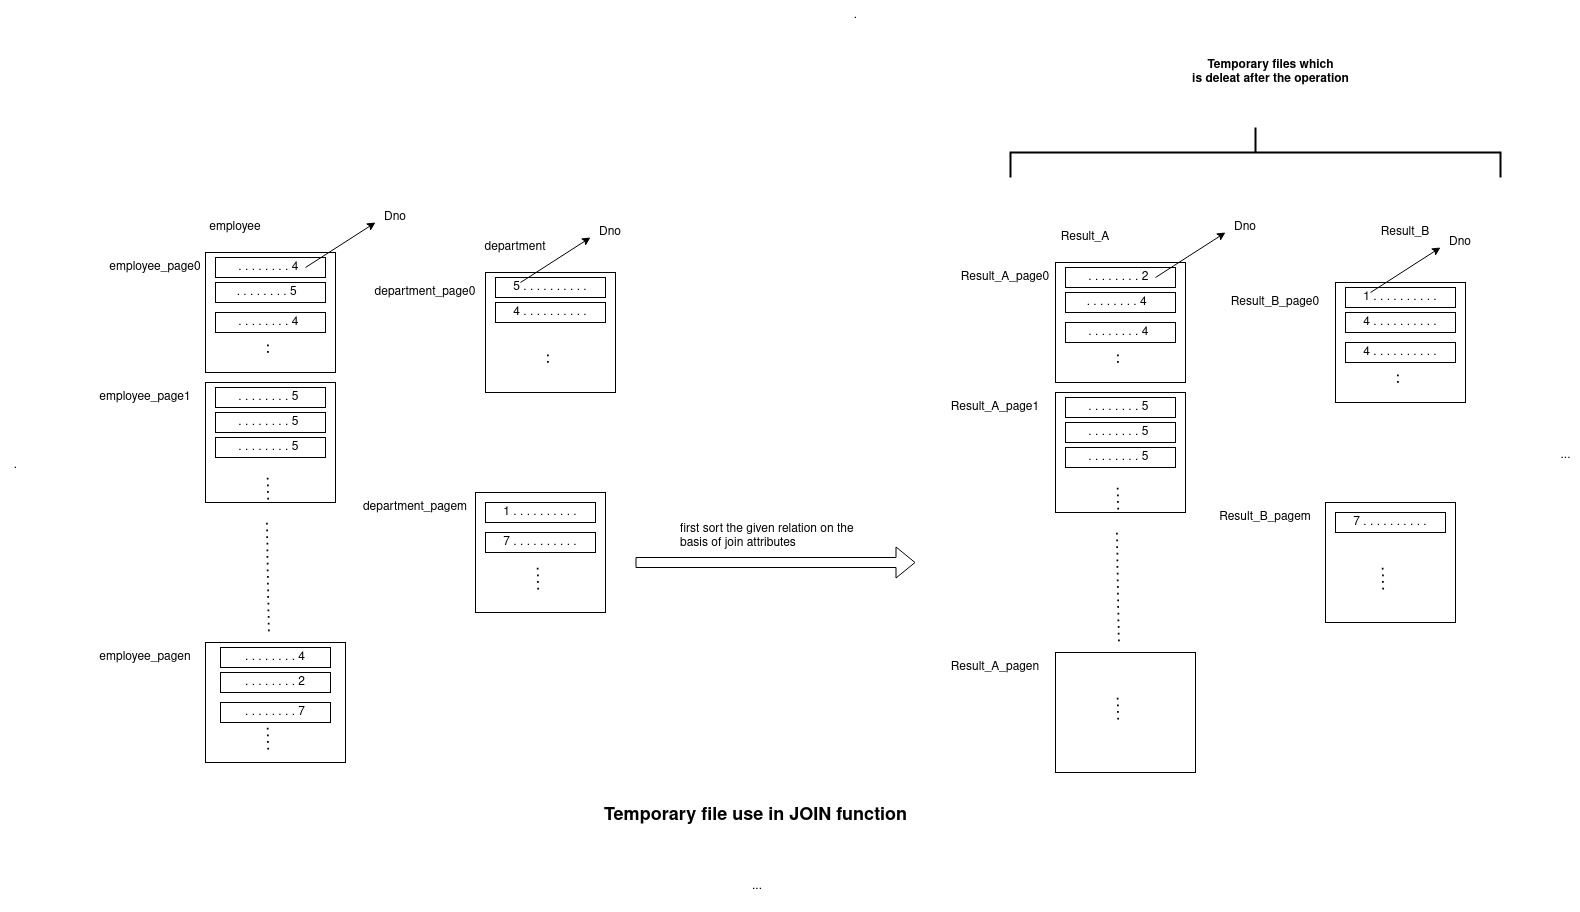 .
Temporary files which
is deleat after the operation
employee
Dno
employee_page0
. . . . . . . . 4
. . . . . . . . 5
. . . . . . . . 4
:
employee_page1
. . . . . . . . 5
. . . . . . . . 5
. . . . . . . . 5
employee_pagen
. . . . . . . . 4
. . . . . . . . 2
. . . . . . . . 7
department
Dno
department_page0
5 . . . . . . . . . .
4 . . . . . . . . . .
:
department_pagem
1 . . . . . . . . . .
7 . . . . . . . . . .
first sort the given relation on the
basis of join attributes
Result_A
Dno
Result_A_page0
. . . . . . . . 2
. . . . . . . . 4
. . . . . . . . 4
:
Result_A_page1
. . . . . . . . 5
. . . . . . . . 5
. . . . . . . . 5
Result_A_pagen
Result_B
Dno
Result_B_page0
1 . . . . . . . . . .
4 . . . . . . . . . .
4 . . . . . . . . . .
:
Result_B_pagem
7 . . . . . . . . . .
.
...
Temporary file use in JOIN function
...